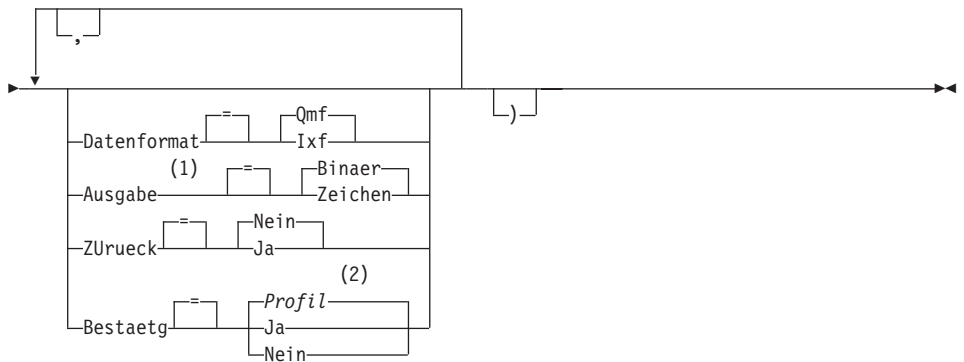 ,
= Qmf
Datenformat Ixf )
(1)
= Binaer
Ausgabe Zeichen
= Nein
ZUrueck Ja
(2)
= Profil
Bestaetg Ja
Nein